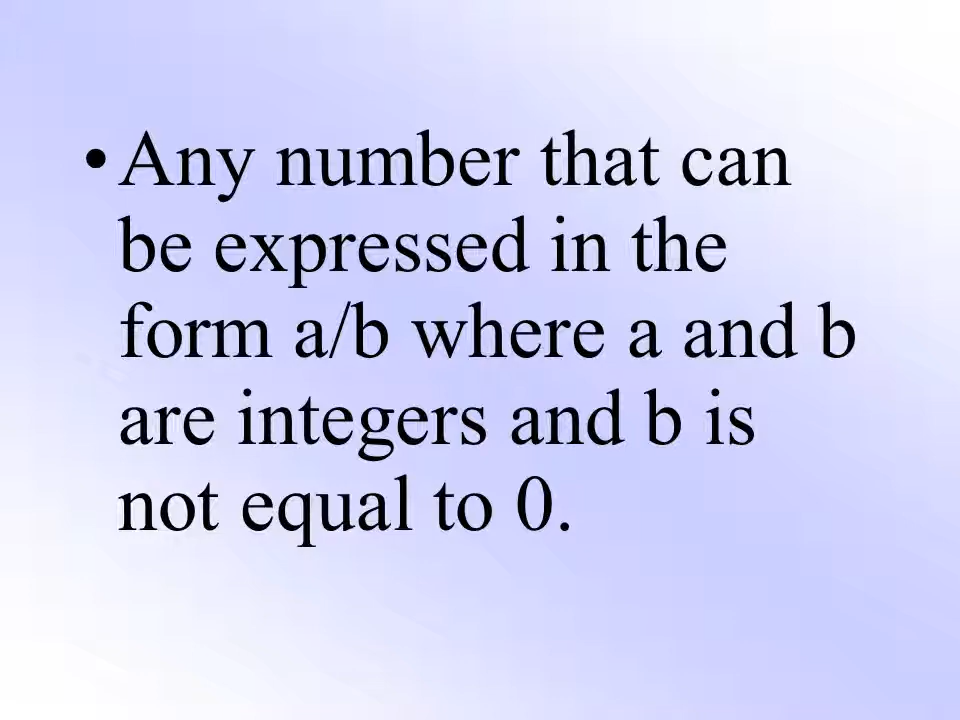 •Any number that can
be expressed in the
form a/b where a and b
are integers and b is
not equal to 0.